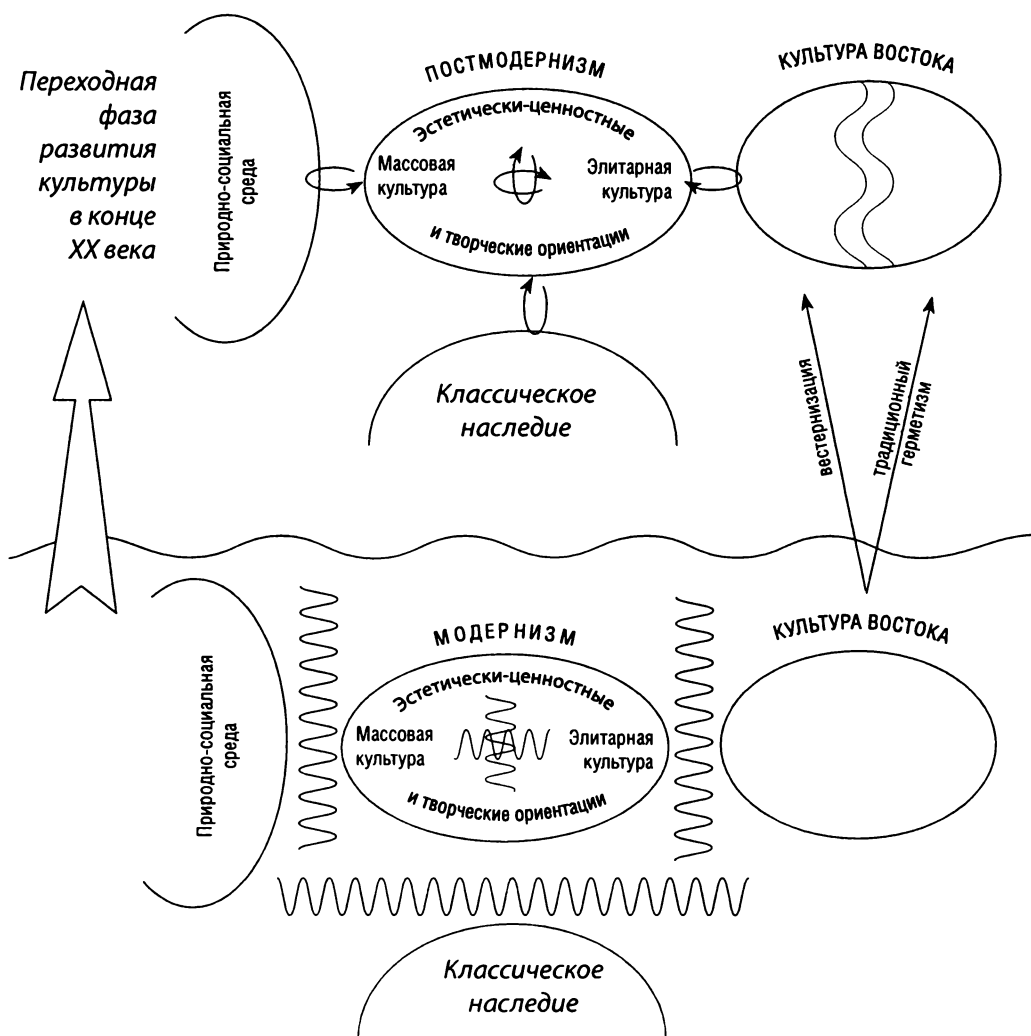 Переходная
фаза
развития
культуры
в конце
XX века
Природно-социальная
среда
ПОСТМОДЕРНИЗМ
Эстетически-ценностные
Массовая
культура
Элитарная
культура
и творческие ориентации
КУЛЬТУРА ВОСТОКА
Классическое
наследие
вестернизация
традиционный
герметизм
Природно-социальная
среда
МОДЕРНИЗМ
Эстетически-ценностные
Массовая
культура
Элитарная
культура
и творческие ориентации
КУЛЬТУРА ВОСТОКА
Классическое
наследие